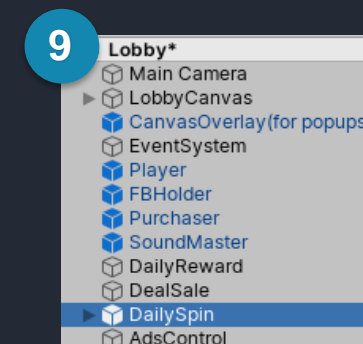 9
Lobby*
Main Camera
LobbyCanvas
CanvasOverlay(for popups
EventSystem
Player
FBHolder
Purchaser
SoundMaster
DailyReward
DealSale
DailySpin
AdsControl